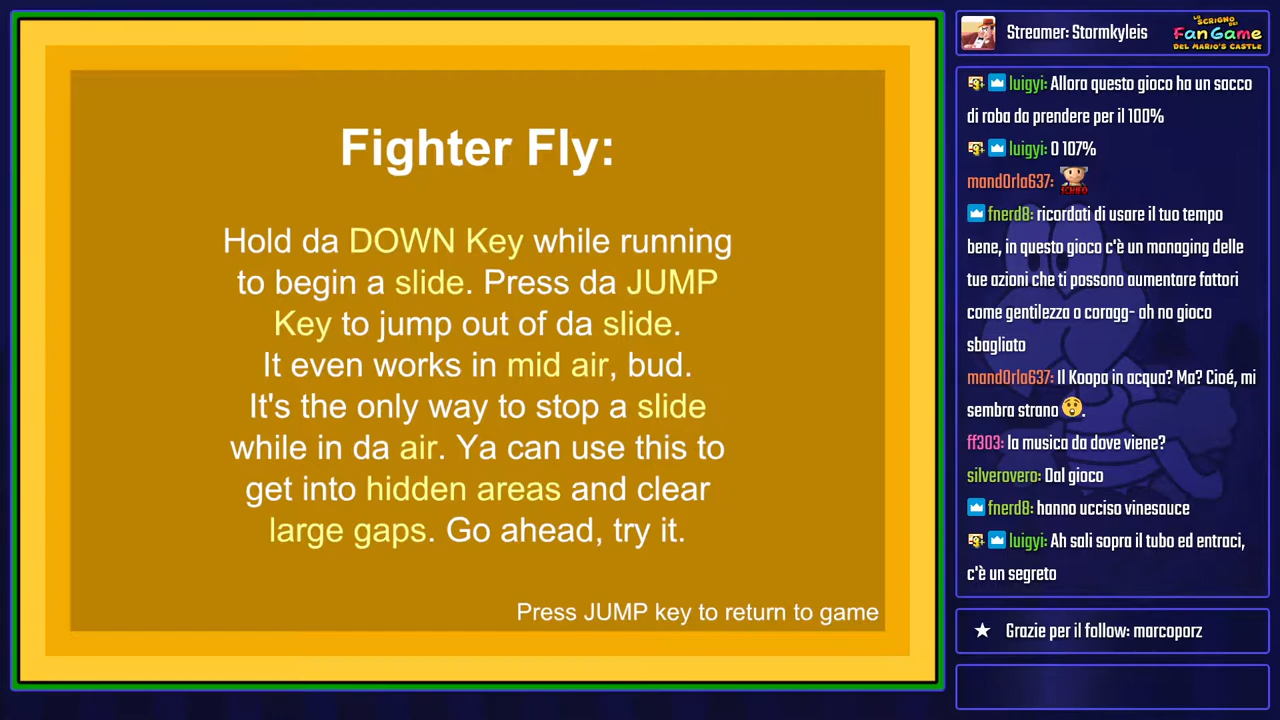 Fighter Fly:
Hold da DOWN Key while running
to begin a slide. Press da JUMP
Key to jump out of da slide.
It even works in mid air, bud.
It's the only way to stop a slide
while in da air. Ya can use this to
get into hidden areas and clear
large gaps. Go ahead, try it.
Press JUMP key to return to game
Streamer: Stormkyleis
LO SCRIGNO DEI
FanGame
DEL MARIO'S CASTLE
luigyi: Allora questo gioco ha un sacco
di roba da prendere per il 100%
luigyi: O 107%
mand0rla637:
SCHIFO
fnerd8: ricordati di usare il tuo tempo
bene, in questo gioco c'è un managing delle
tue azioni che ti possono aumentare fattori
come gentilezza o coragg- ah no gioco
sbagliato
mand0rla637: Il Koopa in acqua? Ma? Cioé, mi
sembra strano 😲.
ff303: la musica da dove viene?
silverovero: Dal gioco
fnerd8: hanno ucciso vinesauce
luigyi: Ah sali sopra il tubo ed entraci,
c'è un segreto
★ Grazie per il follow: marcoporz